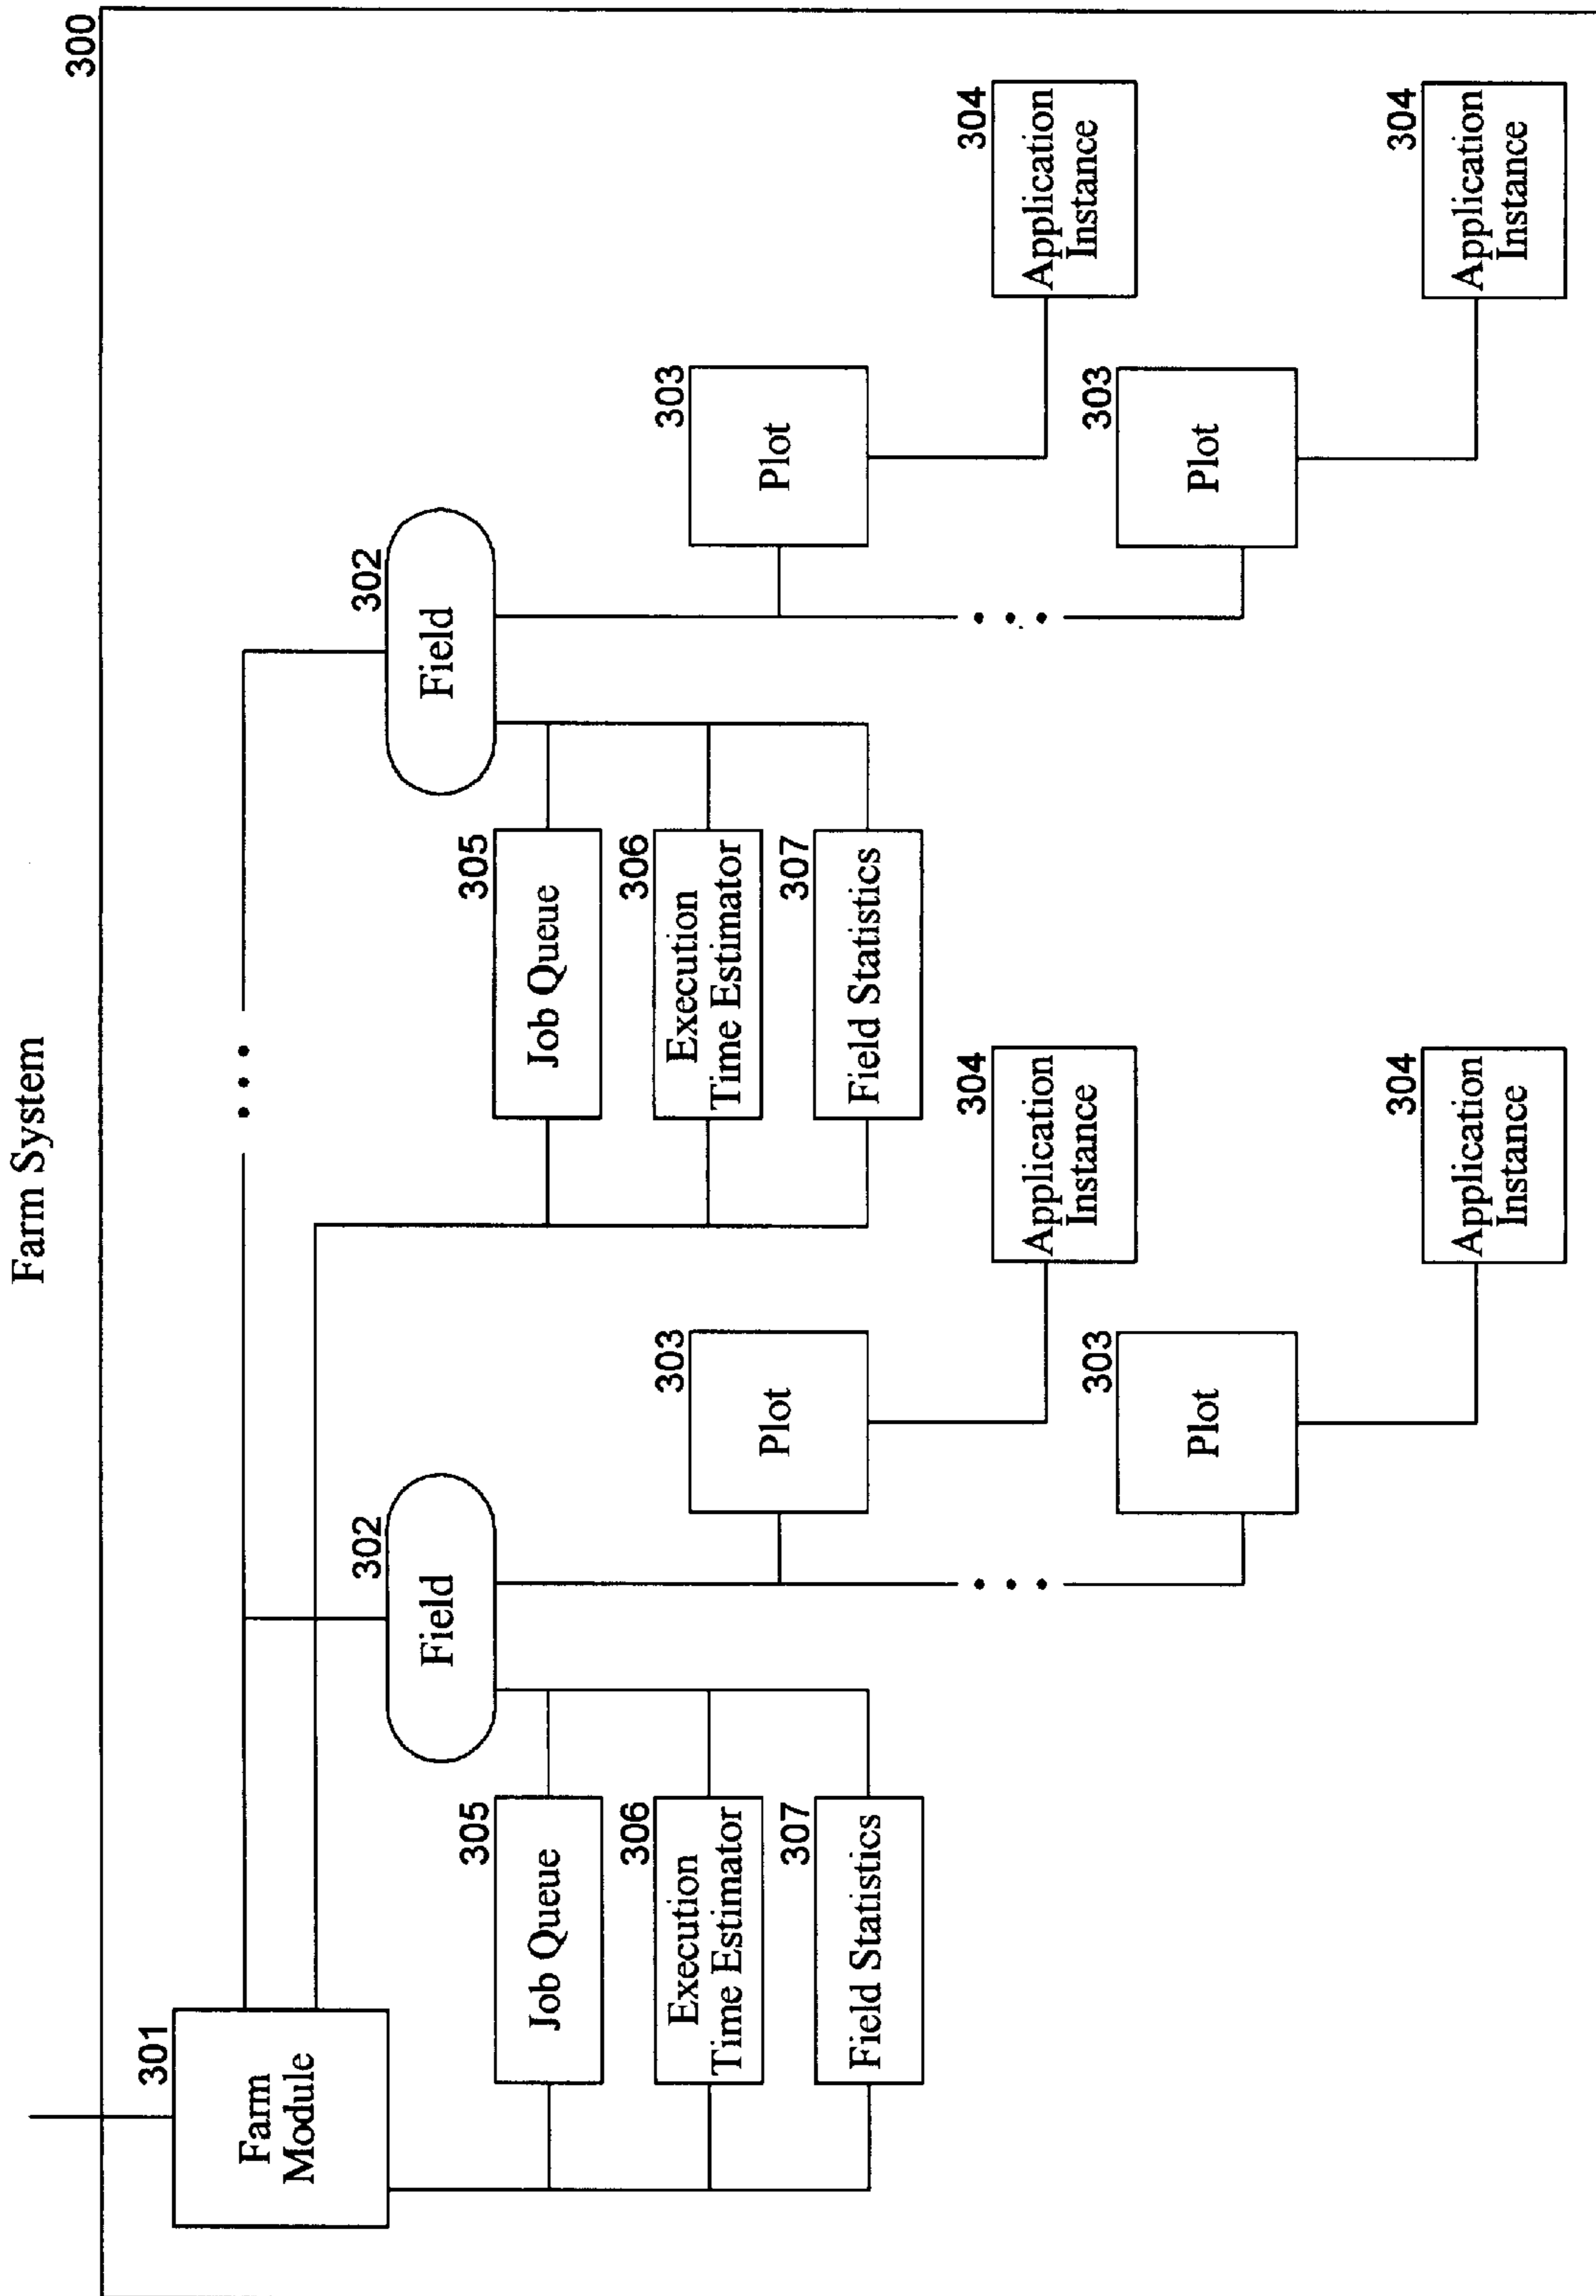 Farm System
300
301
Farm
Module
302
Field
302
Field
305
Job Queue
306
Execution
Time Estimator
307
Field Statistics
303
Plot
304
Application
Instance
303
Plot
304
Application
Instance
305
Job Queue
306
Execution
Time Estimator
307
Field Statistics
303
Plot
304
Application
Instance
303
Plot
304
Application
Instance